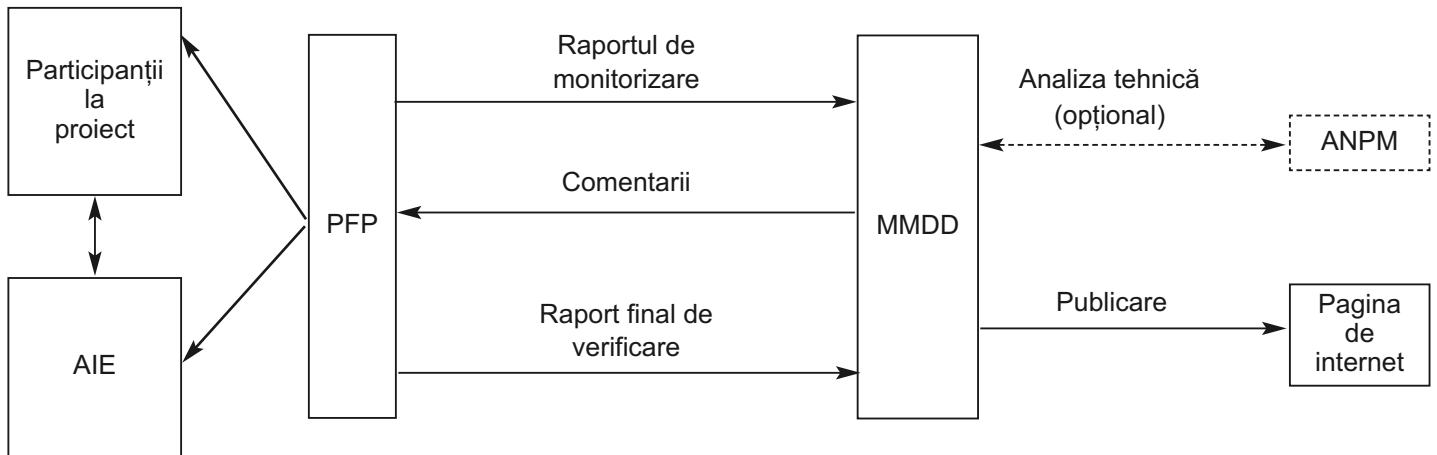 Participanții
la
proiect
AIE
PFP
Raportul de
monitorizare
Comentarii
Raport final de
verificare
MMDD
Analiza tehnică
(opțional)
ANPM
Publicare
Pagina
de
internet